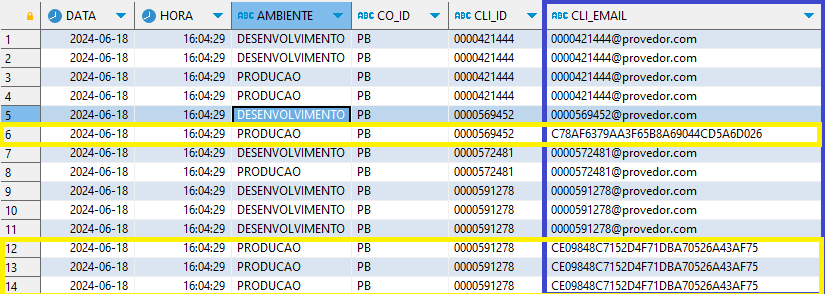 DATA HORA ABC AMBIENTE ABC CO_ID ABC CLI_ID ABC CLI_EMAIL
1 2024-06-18 16:04:29 DESENVOLVIMENTO PB 0000421444 0000421444@provedor.com
2 2024-06-18 16:04:29 DESENVOLVIMENTO PB 0000421444 0000421444@provedor.com
3 2024-06-18 16:04:29 PRODUCAO PB 0000421444 0000421444@provedor.com
4 2024-06-18 16:04:29 PRODUCAO PB 0000421444 0000421444@provedor.com
5 2024-06-18 16:04:29 DESENVOLVIMENTO PB 0000569452 0000569452@provedor.com
6 2024-06-18 16:04:29 PRODUCAO PB 0000569452 C78AF6379AA3F65B8A69044CD5A6D026
7 2024-06-18 16:04:29 DESENVOLVIMENTO PB 0000572481 0000572481@provedor.com
8 2024-06-18 16:04:29 PRODUCAO PB 0000572481 0000572481@provedor.com
9 2024-06-18 16:04:29 DESENVOLVIMENTO PB 0000591278 0000591278@provedor.com
10 2024-06-18 16:04:29 DESENVOLVIMENTO PB 0000591278 0000591278@provedor.com
11 2024-06-18 16:04:29 DESENVOLVIMENTO PB 0000591278 0000591278@provedor.com
12 2024-06-18 16:04:29 PRODUCAO PB 0000591278 CE09848C7152D4F71DBA70526A43AF75
13 2024-06-18 16:04:29 PRODUCAO PB 0000591278 CE09848C7152D4F71DBA70526A43AF75
14 2024-06-18 16:04:29 PRODUCAO PB 0000591278 CE09848C7152D4F71DBA70526A43AF75